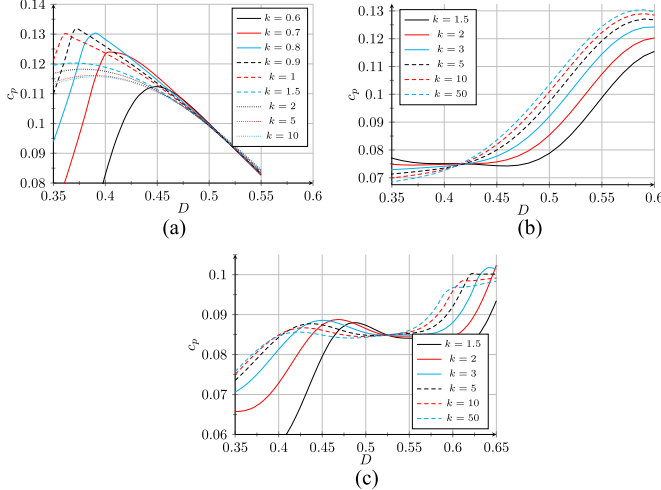 0.14
0.13
0.12
0.11
0.1
0.09
0.08
c_p
0.35 0.4 0.45 0.5 0.55 0.6
D
k = 0.6
k = 0.7
k = 0.8
k = 0.9
k = 1
k = 1.5
k = 2
k = 5
k = 10
(a)
0.13
0.12
0.11
0.1
0.09
0.08
0.07
c_p
0.35 0.4 0.45 0.5 0.55 0.6
D
k = 1.5
k = 2
k = 3
k = 5
k = 10
k = 50
(b)
0.1
0.09
0.08
0.07
0.06
c_p
0.35 0.4 0.45 0.5 0.55 0.6 0.65
D
k = 1.5
k = 2
k = 3
k = 5
k = 10
k = 50
(c)